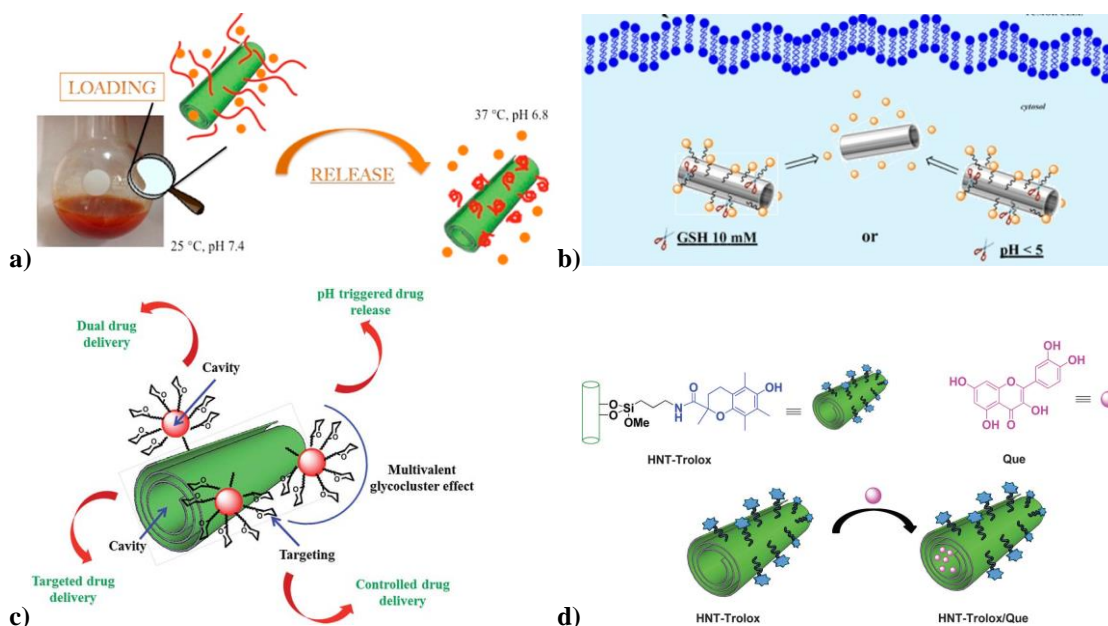 LOADING
25 °C, pH 7.4
RELEASE
37 °C, pH 6.8
a)
cytosol
GSH 10 mM
or
pH < 5
b)
Dual drug
delivery
pH triggered drug
release
Cavity
Multivalent
glycocluster effect
Cavity
Targeting
Targeted drug
delivery
Controlled drug
delivery
c)
O
OH
Si
N
H
O
OMe
HNT-Trolox
OH
OH
HO
O
OH
OH O
Que
HNT-Trolox
HNT-Trolox/Que
d)